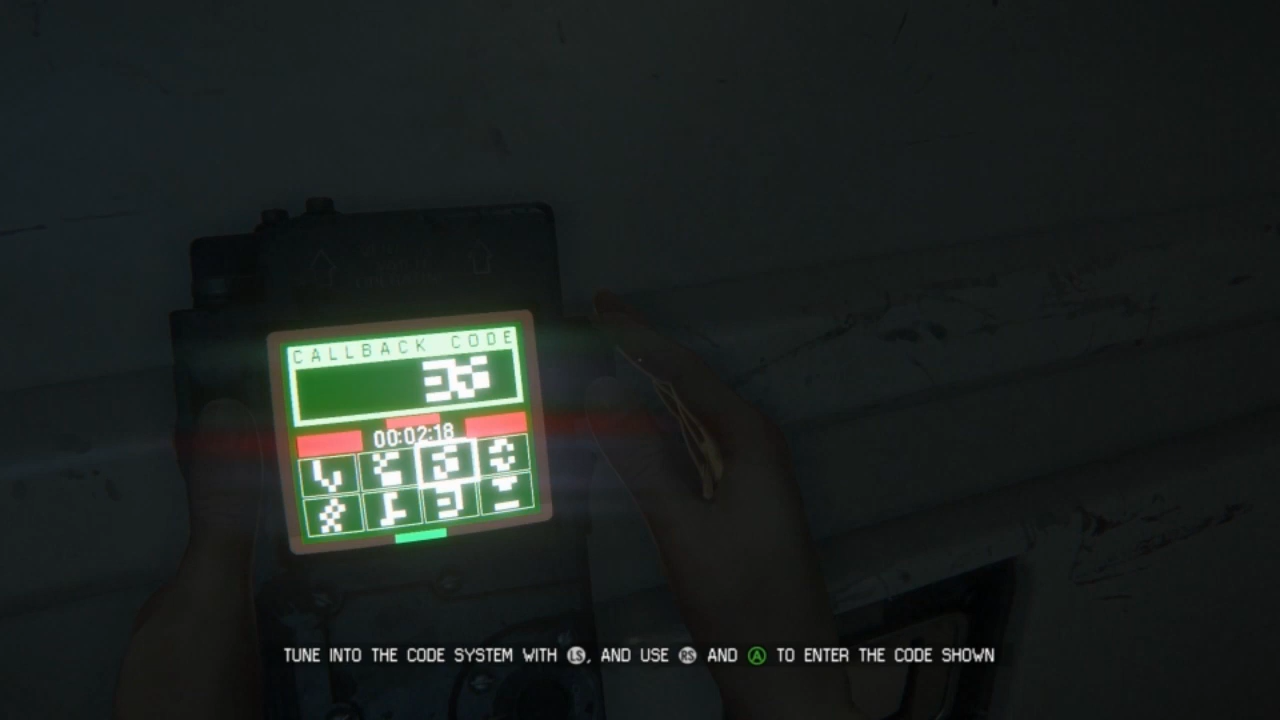 CALLBACK CODE
00:02:18
TUNE INTO THE CODE SYSTEM WITH LS, AND USE RS AND A TO ENTER THE CODE SHOWN